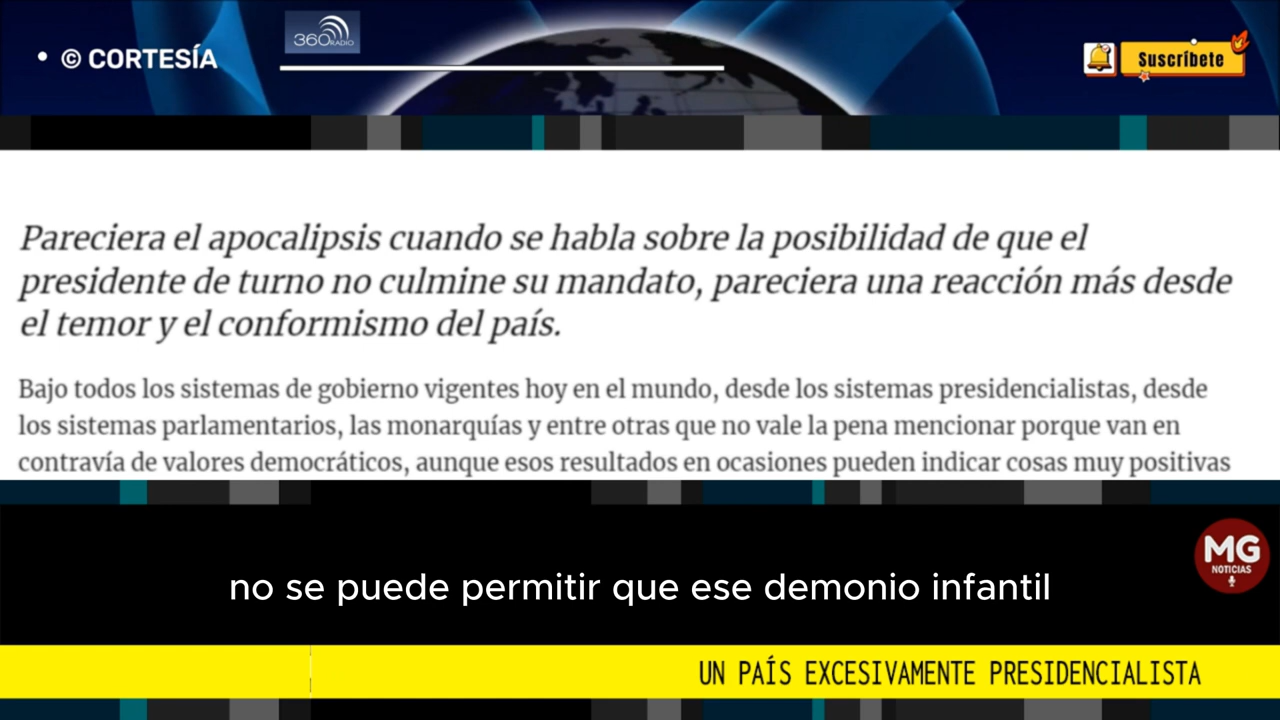 • © CORTESÍA
360 RADIO
Suscríbete
Pareciera el apocalipsis cuando se habla sobre la posibilidad de que el
presidente de turno no culmine su mandato, pareciera una reacción más desde
el temor y el conformismo del país.
Bajo todos los sistemas de gobierno vigentes hoy en el mundo, desde los sistemas presidencialistas, desde
los sistemas parlamentarios, las monarquías y entre otras que no vale la pena mencionar porque van en
contravía de valores democráticos, aunque esos resultados en ocasiones pueden indicar cosas muy positivas
MG
NOTICIAS
no se puede permitir que ese demonio infantil
UN PAÍS EXCESIVAMENTE PRESIDENCIALISTA